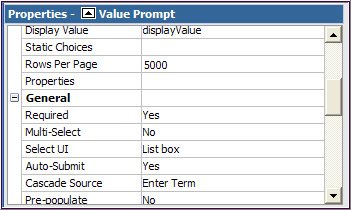 Properties - Value Prompt
Display Value displayValue
Static Choices
Rows Per Page 5000
Properties
General
Required Yes
Multi-Select No
Select UI List box
Auto-Submit Yes
Cascade Source Enter Term
Pre-populate No